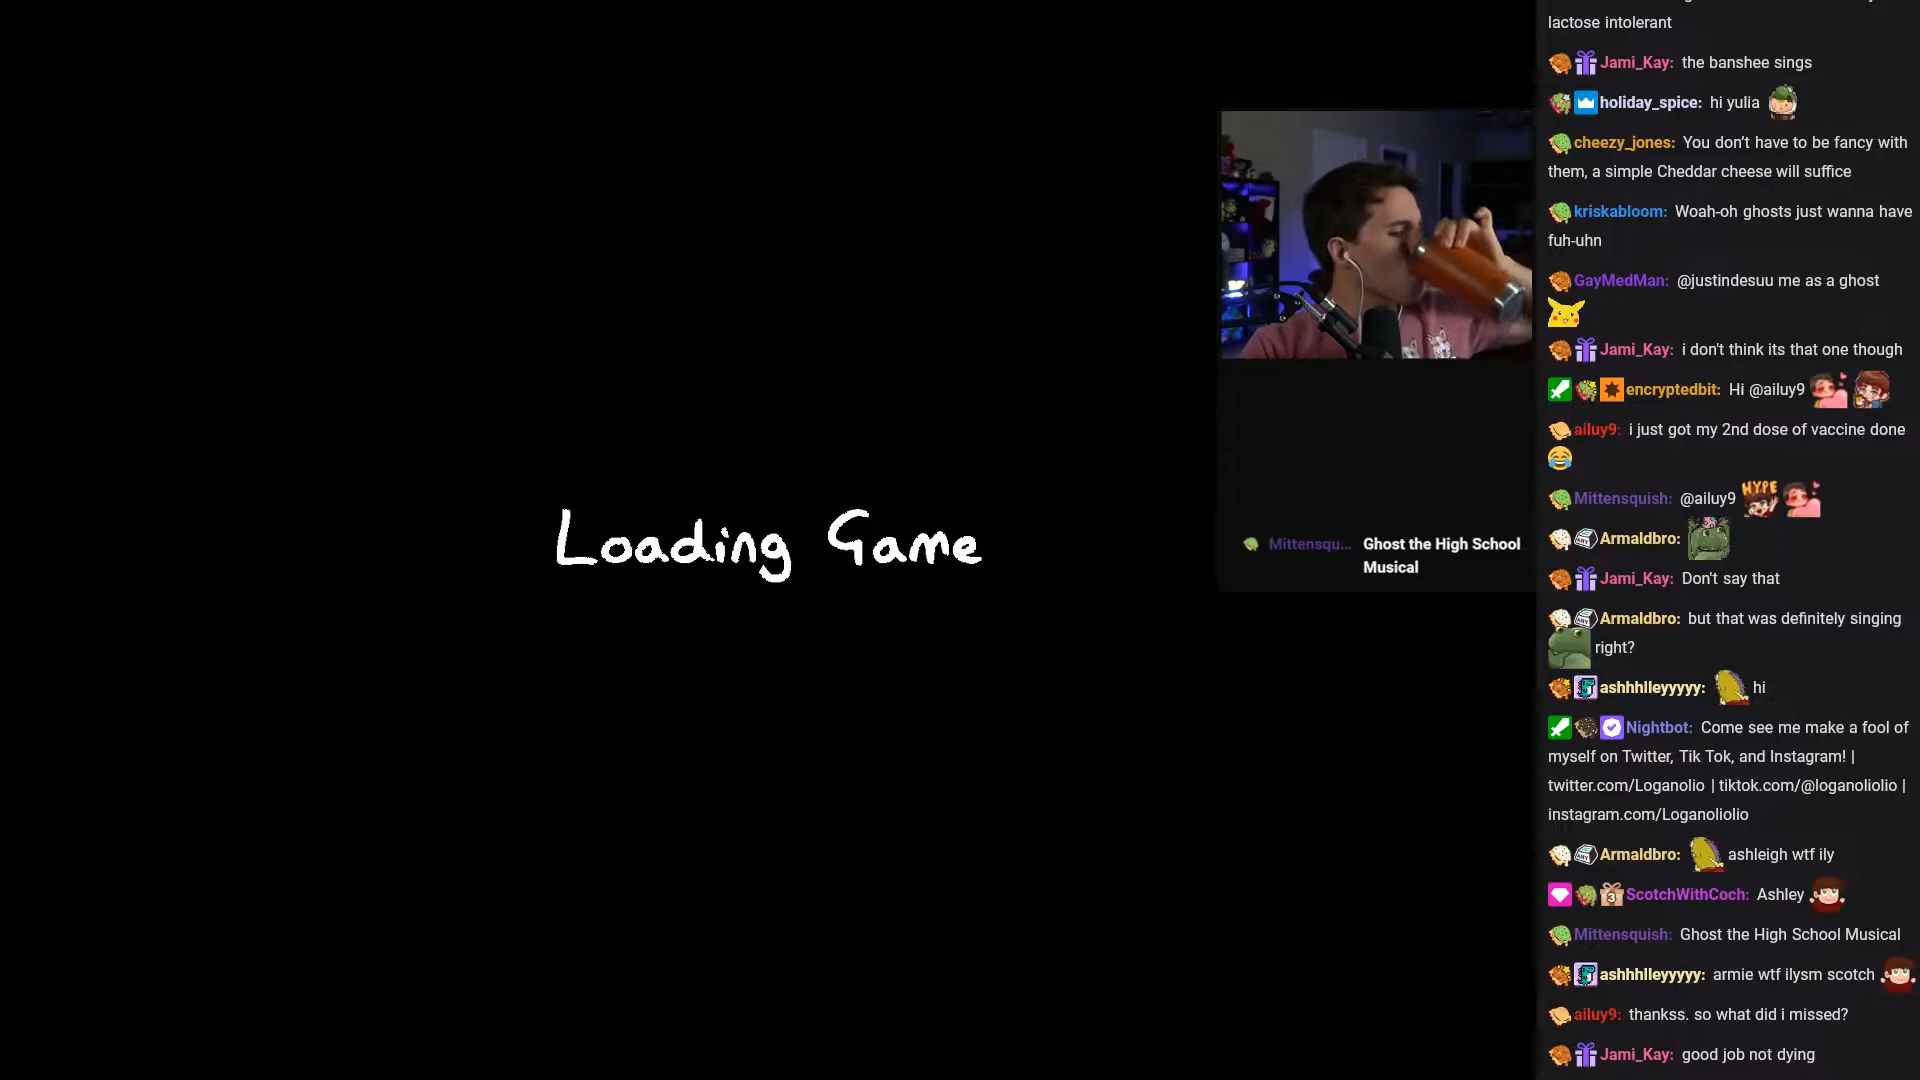 lactose intolerant
Jami_Kay: the banshee sings
holiday_spice: hi yulia
cheezy_jones: You don't have to be fancy with
them, a simple Cheddar cheese will suffice
kriskabloom: Woah-oh ghosts just wanna have
fuh-uhn
GayMedMan: @justindesuu me as a ghost
Jami_Kay: i don't think its that one though
encryptedbit: Hi @ailuy9
ailuy9: i just got my 2nd dose of vaccine done
Mittensquish: @ailuy9 HYPE
Armaldbro:
Jami_Kay: Don't say that
Armaldbro: but that was definitely singing
right?
ashhhlleyyyyy: hi
Nightbot: Come see me make a fool of
myself on Twitter, Tik Tok, and Instagram! |
twitter.com/Loganolio | tiktok.com/@loganoliolio |
instagram.com/Loganoliolio
Armaldbro: ashleigh wtf ily
3 ScotchWithCoch: Ashley
Mittensquish: Ghost the High School Musical
ashhhlleyyyyy: armie wtf ilysm scotch
ailuy9: thankss. so what did i missed?
Jami_Kay: good job not dying
Loading Game
Mittensqu... Ghost the High School
Musical